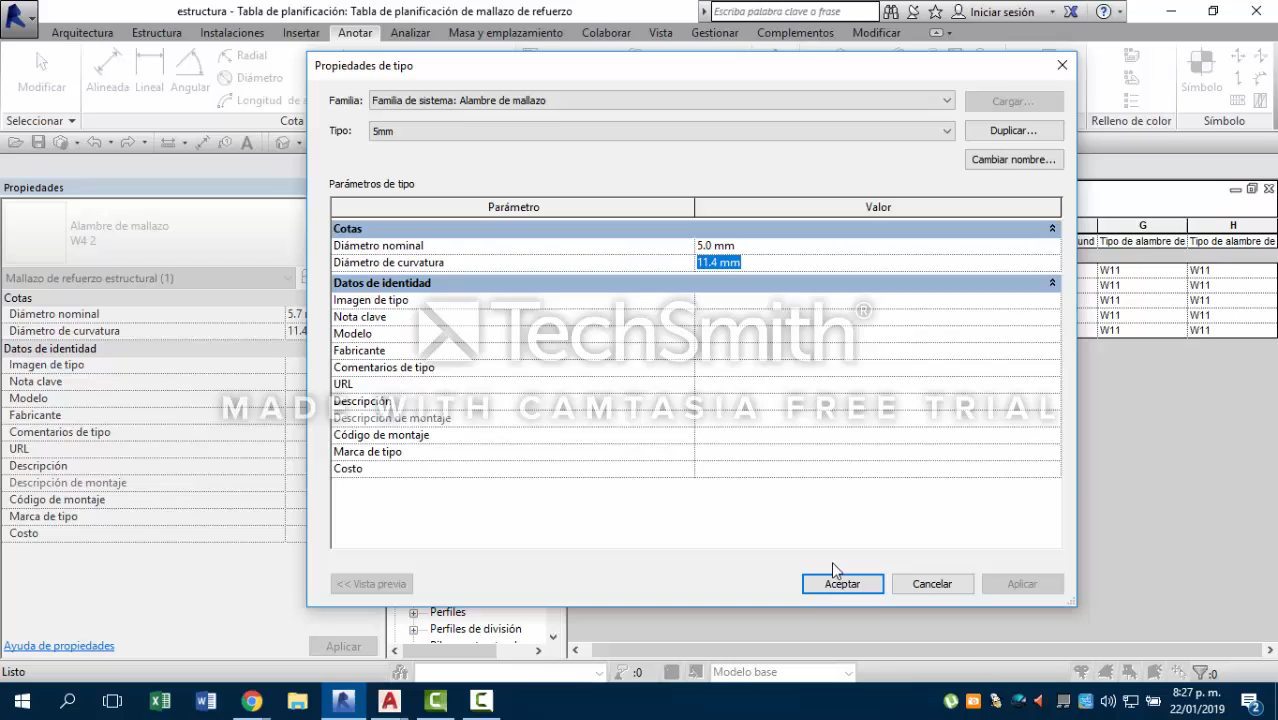 estructura - Tabla de planificación: Tabla de planificación de mallazo de refuerzo
Escriba palabra clave o frase
Iniciar sesión
Arquitectura Estructura Instalaciones Insertar Anotar Analizar Masa y emplazamiento Colaborar Vista Gestionar Complementos Modificar
Modificar
Alineada Lineal Angular
Radial
Diámetro
Longitud de a
Símbolo
Seleccionar
Cota
Relleno de color
Símbolo
Propiedades de tipo
Familia:
Familia de sistema: Alambre de mallazo
Cargar...
Tipo:
5mm
Duplicar...
Cambiar nombre...
Parámetros de tipo
Parámetro Valor
Cotas
Diámetro nominal 5.0 mm
Diámetro de curvatura 11.4 mm
Datos de identidad
Imagen de tipo
Nota clave
Modelo
Fabricante
Comentarios de tipo
URL
Descripción
Descripción de montaje
Código de montaje
Marca de tipo
Costo
<< Vista previa
Aceptar
Cancelar
Aplicar
TechSmith®
MADE WITH CAMTASIA FREE TRIAL
Propiedades
Alambre de mallazo
W4 2
Mallazo de refuerzo estructural (1)
Cotas
Diámetro nominal 5.7
Diámetro de curvatura 11.4
Datos de identidad
Imagen de tipo
Nota clave
Modelo
Fabricante
Comentarios de tipo
URL
Descripción
Descripción de montaje
Código de montaje
Marca de tipo
Costo
Ayuda de propiedades
Aplicar
G H
und Tipo de alambre de Tipo de alambre de
W11 W11
W11 W11
W11 W11
W11 W11
W11 W11
Perfiles
Perfiles de división
Listo
:0
Modelo base
:0
8:27 p. m.
22/01/2019
2